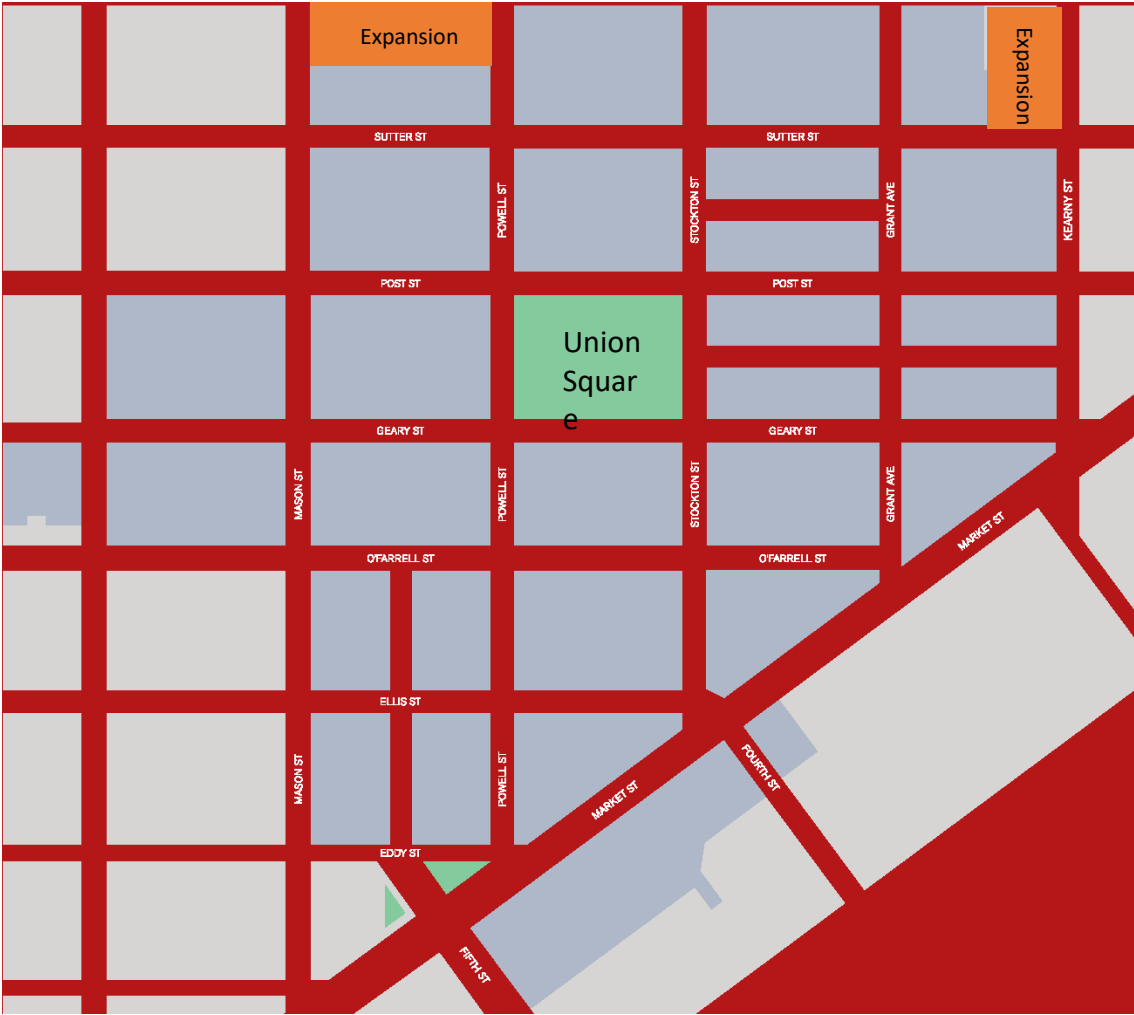 Expansion
Expansion
SUTTER ST
SUTTER ST
POWELL ST
STOCKTON ST
GRANT AVE
KEARNY ST
POST ST
POST ST
Union
Squar
e
GEARY ST
GEARY ST
MASON ST
POWELL ST
STOCKTON ST
GRANT AVE
MARKET ST
O'FARRELL ST
O'FARRELL ST
ELLIS ST
MASON ST
POWELL ST
MARKET ST
FOURTH ST
EDDY ST
FIFTH ST